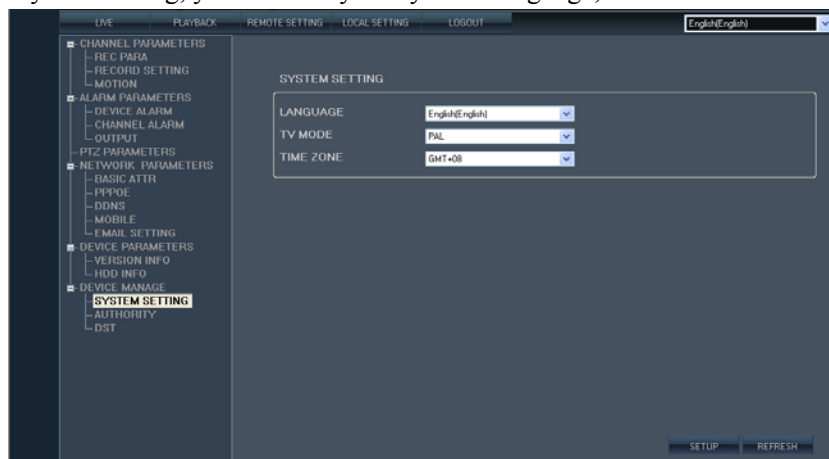 LIVE PLAYBACK REMOTE SETTING LOCAL SETTING LOGOUT English(English)
CHANNEL PARAMETERS
REC PARA
RECORD SETTING
MOTION
ALARM PARAMETERS
DEVICE ALARM
CHANNEL ALARM
OUTPUT
PTZ PARAMETERS
NETWORK PARAMETERS
BASIC ATTR
PPPOE
DDNS
MOBILE
EMAIL SETTING
DEVICE PARAMETERS
VERSION INFO
HDD INFO
DEVICE MANAGE
SYSTEM SETTING
AUTHORITY
DST
SYSTEM SETTING
LANGUAGE English(English)
TV MODE PAL
TIME ZONE GMT+08
SETUP REFRESH